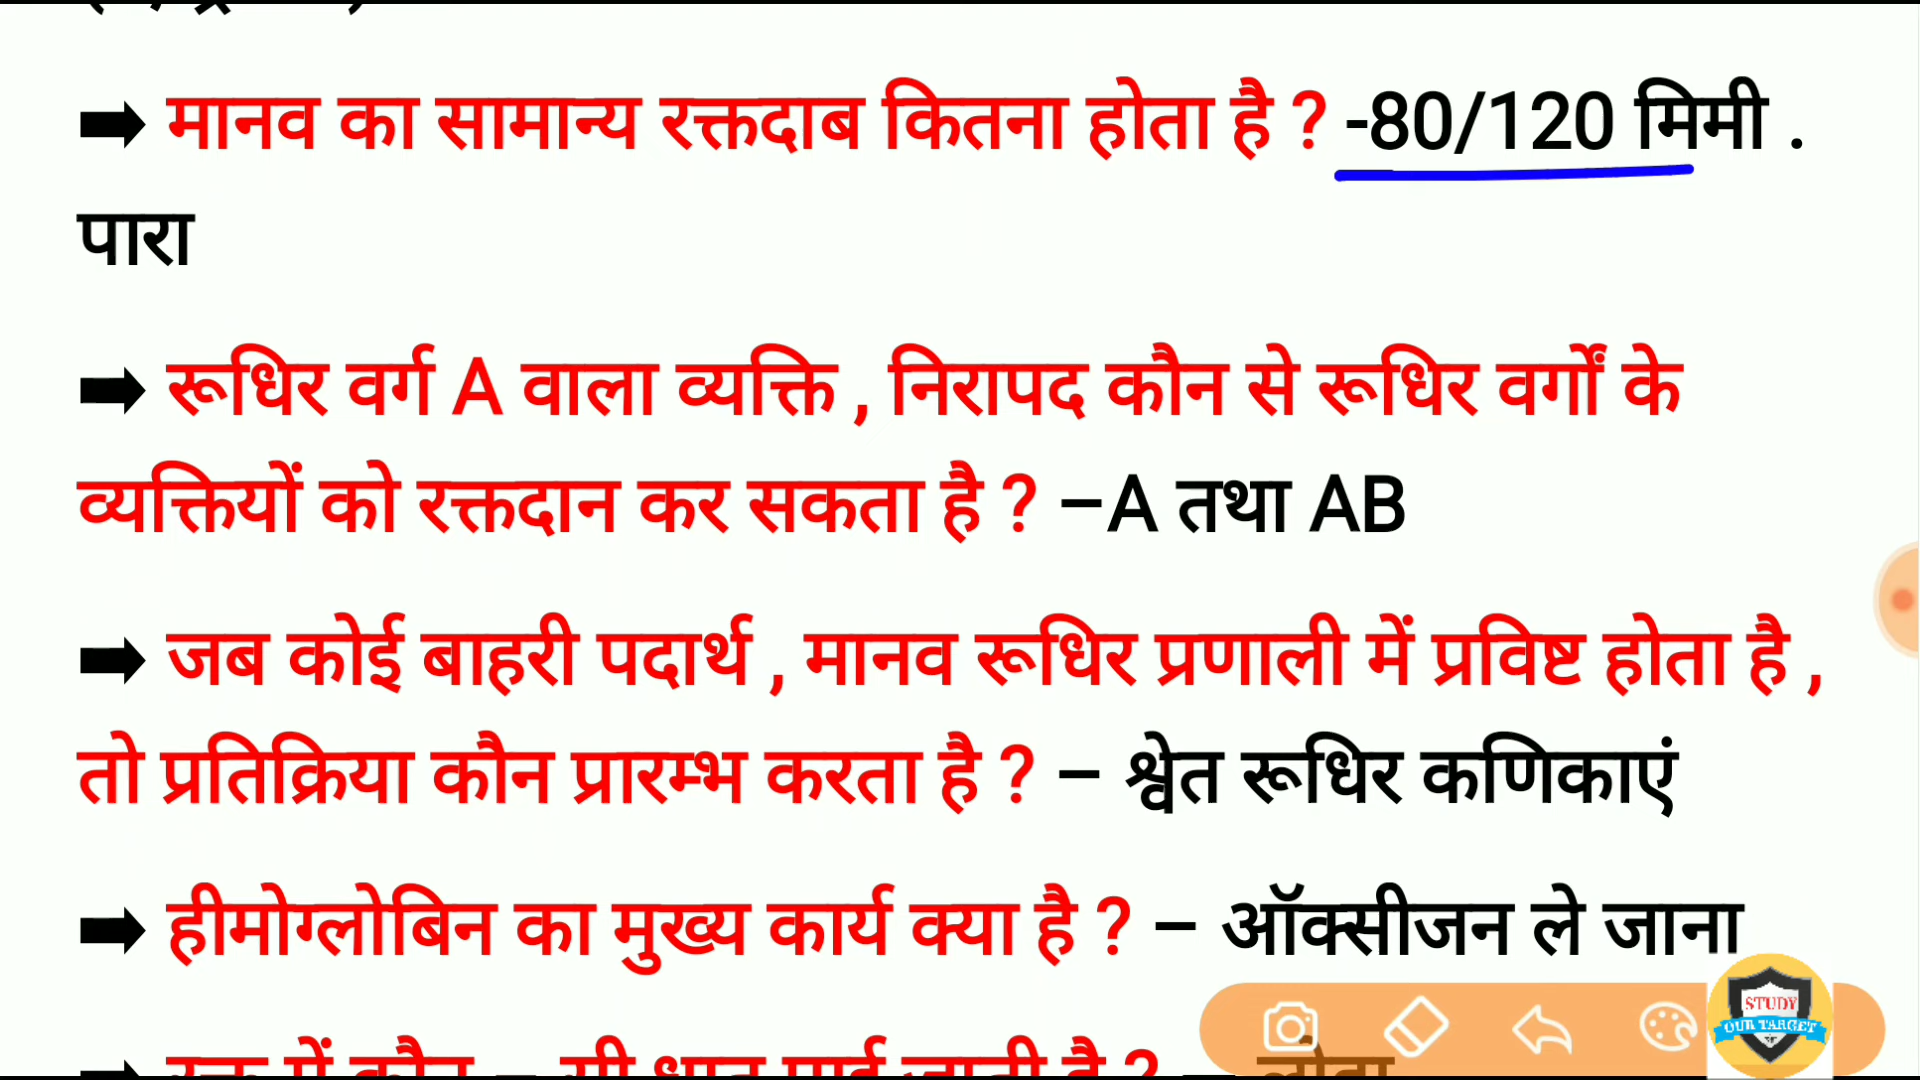 ➡ मानव का सामान्य रक्तदाब कितना होता है ? -80/120 मिमी .
पारा
➡ रूधिर वर्ग A वाला व्यक्ति , निरापद कौन से रूधिर वर्गों के
व्यक्तियों को रक्तदान कर सकता है ? –A तथा AB
➡ जब कोई बाहरी पदार्थ , मानव रूधिर प्रणाली में प्रविष्ट होता है ,
तो प्रतिक्रिया कौन प्रारम्भ करता है ? – श्वेत रूधिर कणिकाएं
➡ हीमोग्लोबिन का मुख्य कार्य क्या है ? – ऑक्सीजन ले जाना
STUDY
OUR TARGET